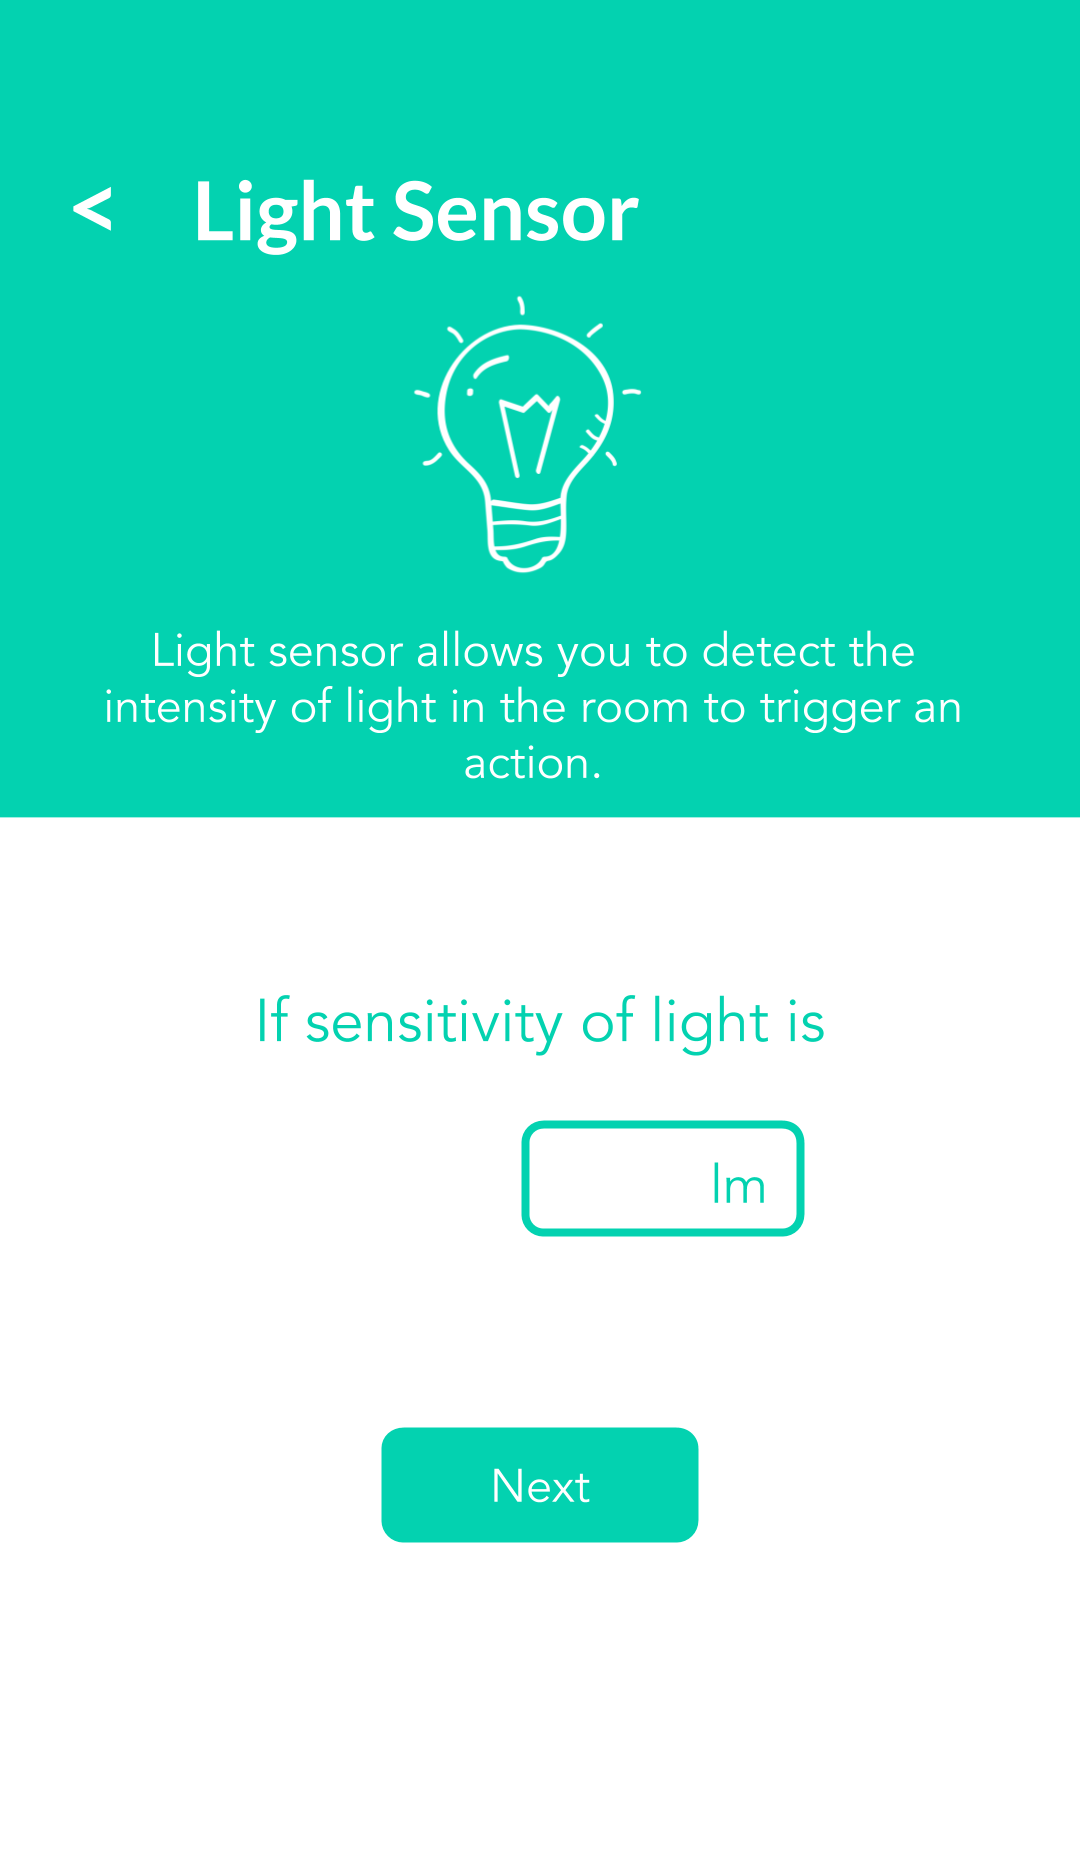 < Light Sensor
Light sensor allows you to detect the
intensity of light in the room to trigger an
action.
If sensitivity of light is
lm
Next